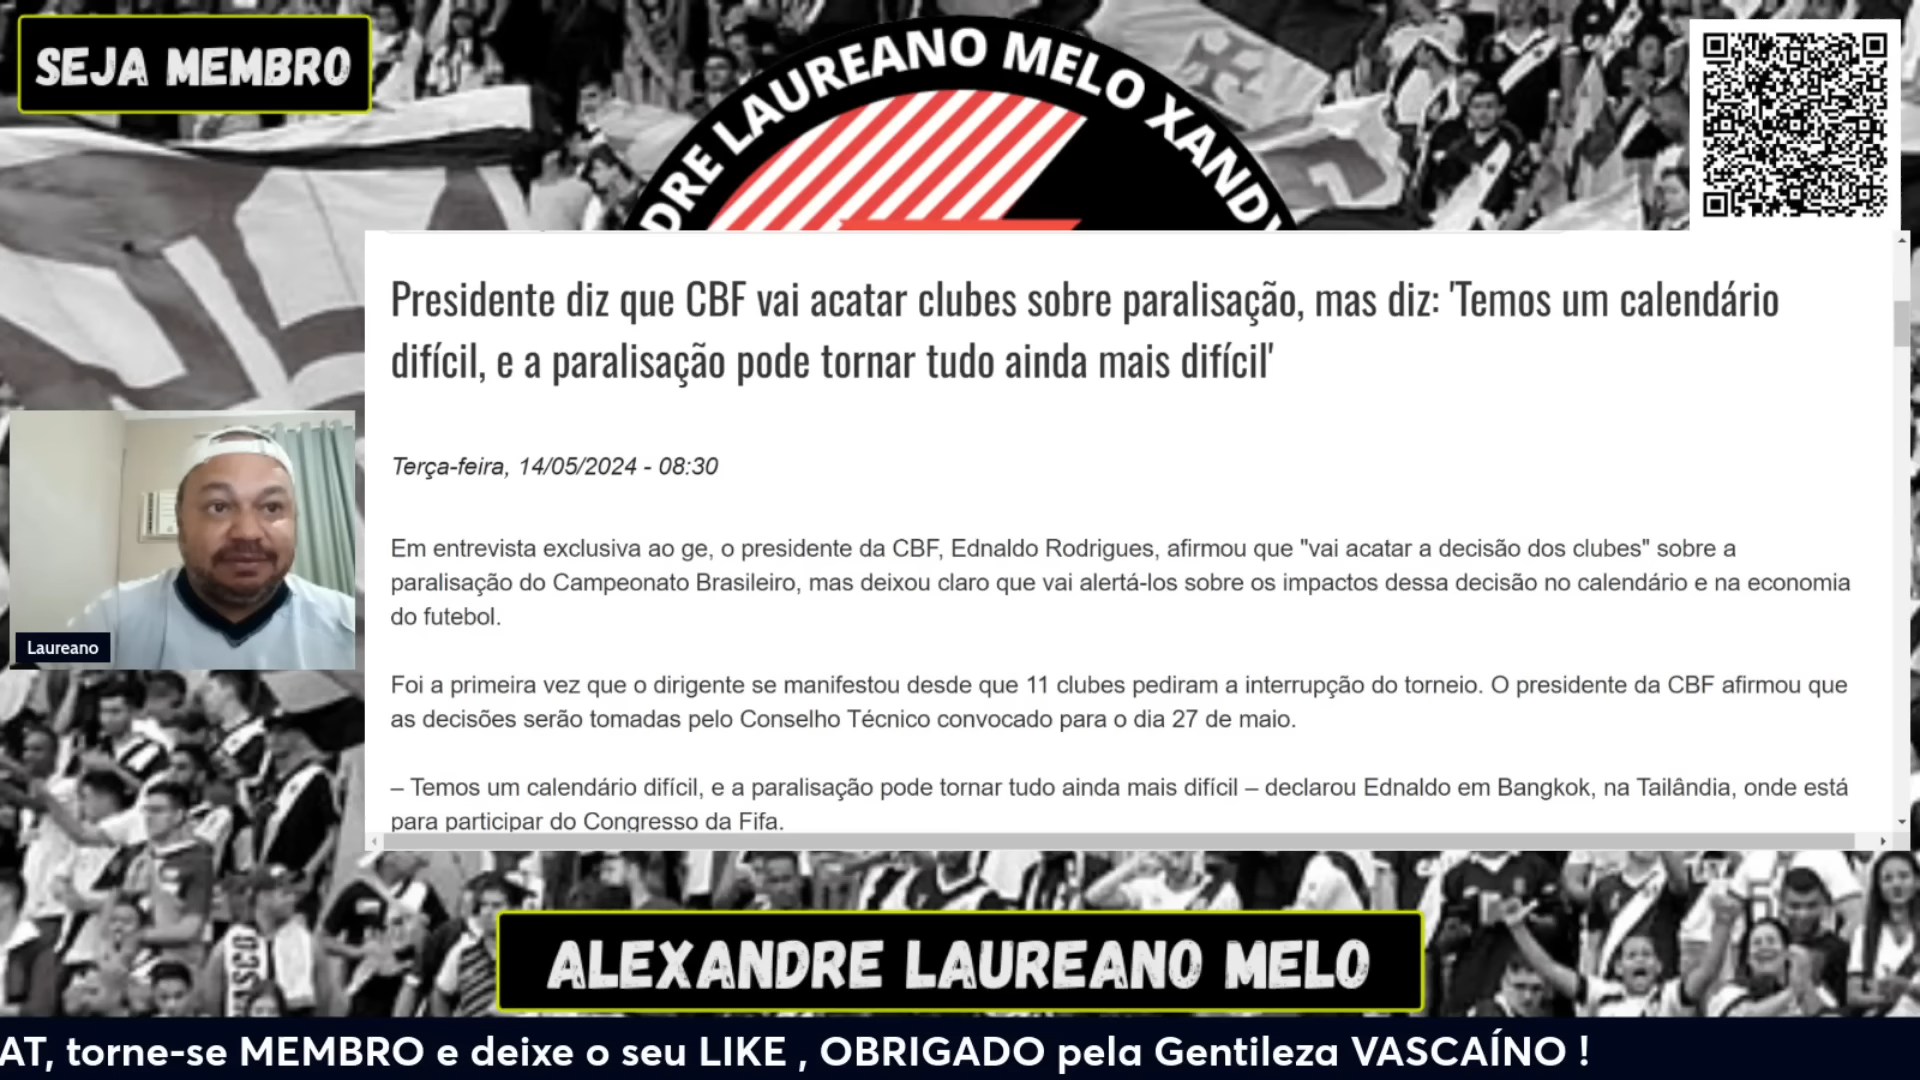 SEJA MEMBRO
DRE LAUREANO MELO XANDY
Presidente diz que CBF vai acatar clubes sobre paralisação, mas diz: 'Temos um calendário
difícil, e a paralisação pode tornar tudo ainda mais difícil'
Terça-feira, 14/05/2024 - 08:30
Em entrevista exclusiva ao ge, o presidente da CBF, Ednaldo Rodrigues, afirmou que "vai acatar a decisão dos clubes" sobre a
paralisação do Campeonato Brasileiro, mas deixou claro que vai alertá-los sobre os impactos dessa decisão no calendário e na economia
do futebol.
Foi a primeira vez que o dirigente se manifestou desde que 11 clubes pediram a interrupção do torneio. O presidente da CBF afirmou que
as decisões serão tomadas pelo Conselho Técnico convocado para o dia 27 de maio.
– Temos um calendário difícil, e a paralisação pode tornar tudo ainda mais difícil – declarou Ednaldo em Bangkok, na Tailândia, onde está
para participar do Congresso da Fifa.
Laureano
VASCO
ALEXANDRE LAUREANO MELO
AT, torne-se MEMBRO e deixe o seu LIKE , OBRIGADO pela Gentileza VASCAÍNO !